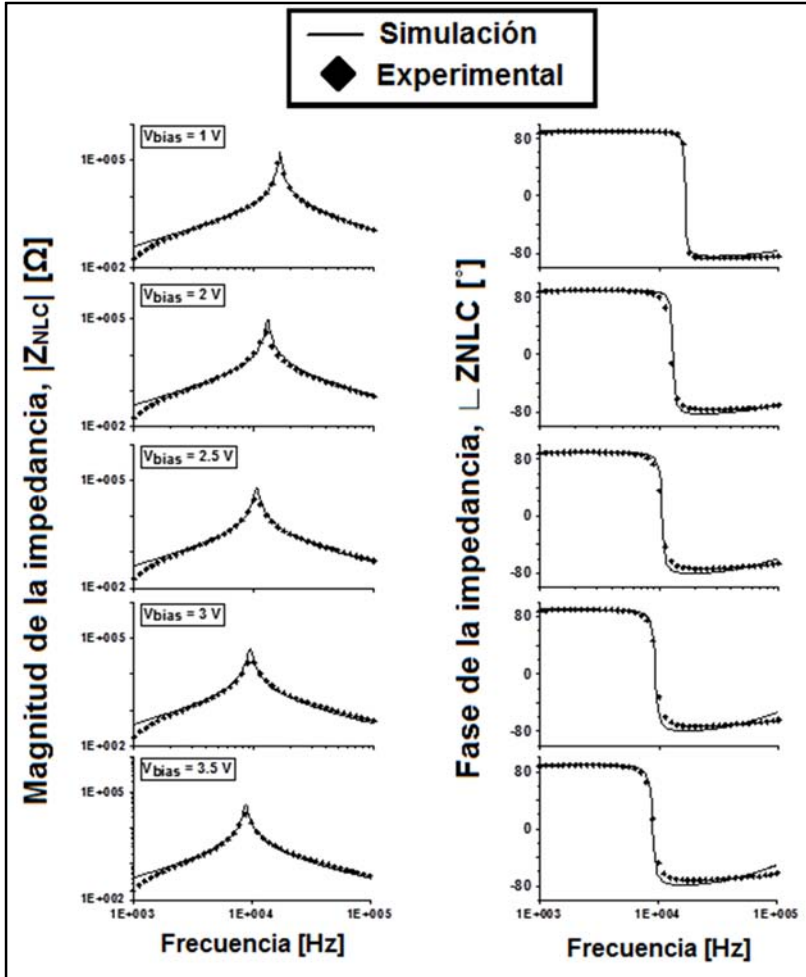 Simulación
Experimental
Magnitud de la impedancia, |ZNLC| [Ω]
Vbias = 1 V
1E+005
1E+002
Vbias = 2 V
1E+005
1E+002
Vbias = 2.5 V
1E+005
1E+002
Vbias = 3 V
1E+005
1E+002
Vbias = 3.5 V
1E+005
1E+002
1E+003
1E+004
1E+005
Frecuencia [Hz]
Fase de la impedancia, ∟ZNLC [°]
80
0
-80
80
0
-80
80
0
-80
80
0
-80
80
0
-80
1E+003
1E+004
1E+005
Frecuencia [Hz]